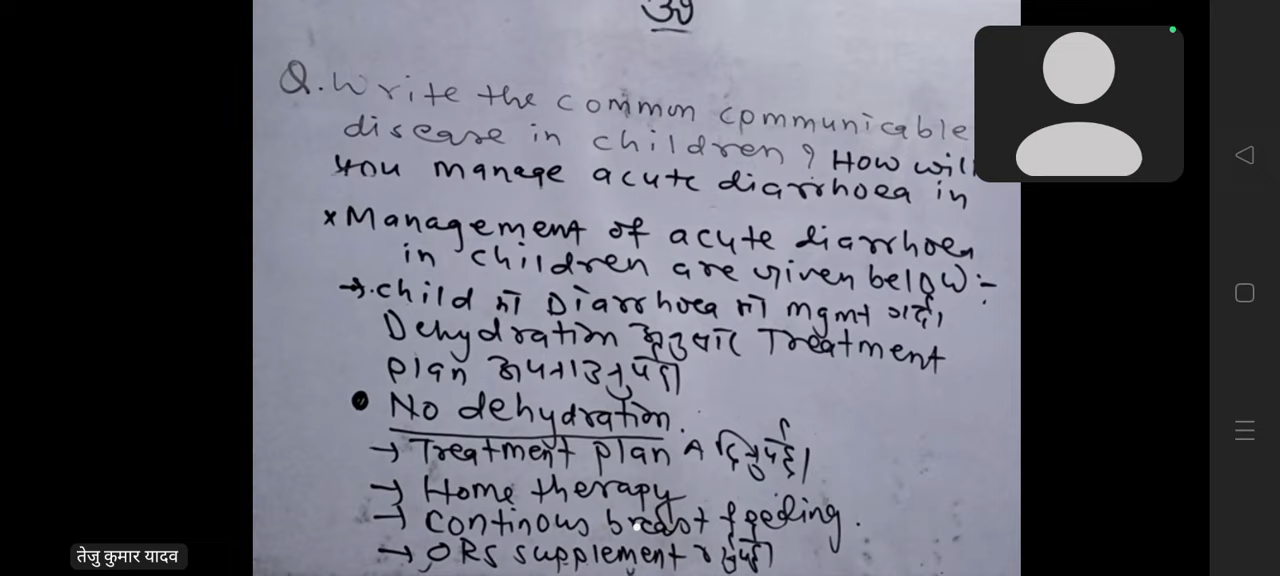 Q. Write the common communicable
disease in children? How will
you manage acute diarrhoea in
* Management of acute diarrhoea
in children are given below:-
→ child मा Diarrhoea को mgmt गर्दा
Dehydration अनुसार Treatment
plan अपनाउनुपर्छ
• No dehydration.
→ Treatment plan A दिनुपर्छ।
→ Home therapy
→ continous breast feeding.
→ ORS supplement
तेजु कुमार यादव